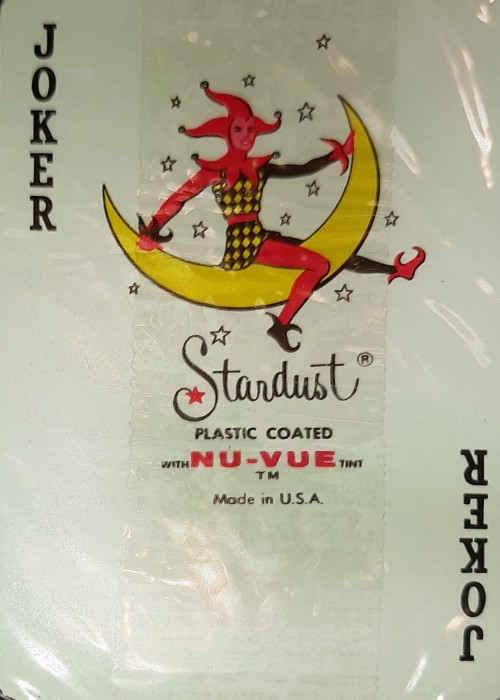 JOKER
Stardust®
PLASTIC COATED
WITH NU-VUE TINT
TM
Made in U.S.A.
JOKER